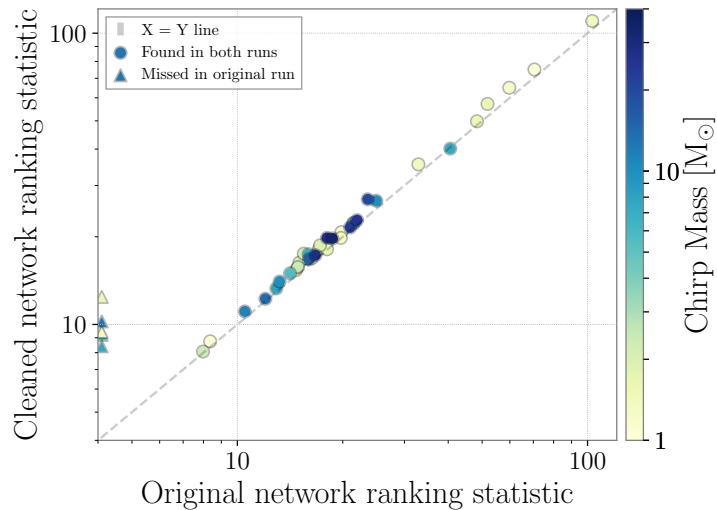 X = Y line
Found in both runs
Missed in original run
Cleaned network ranking statistic
100
10
10
100
Original network ranking statistic
10
1
Chirp Mass [M⊙]